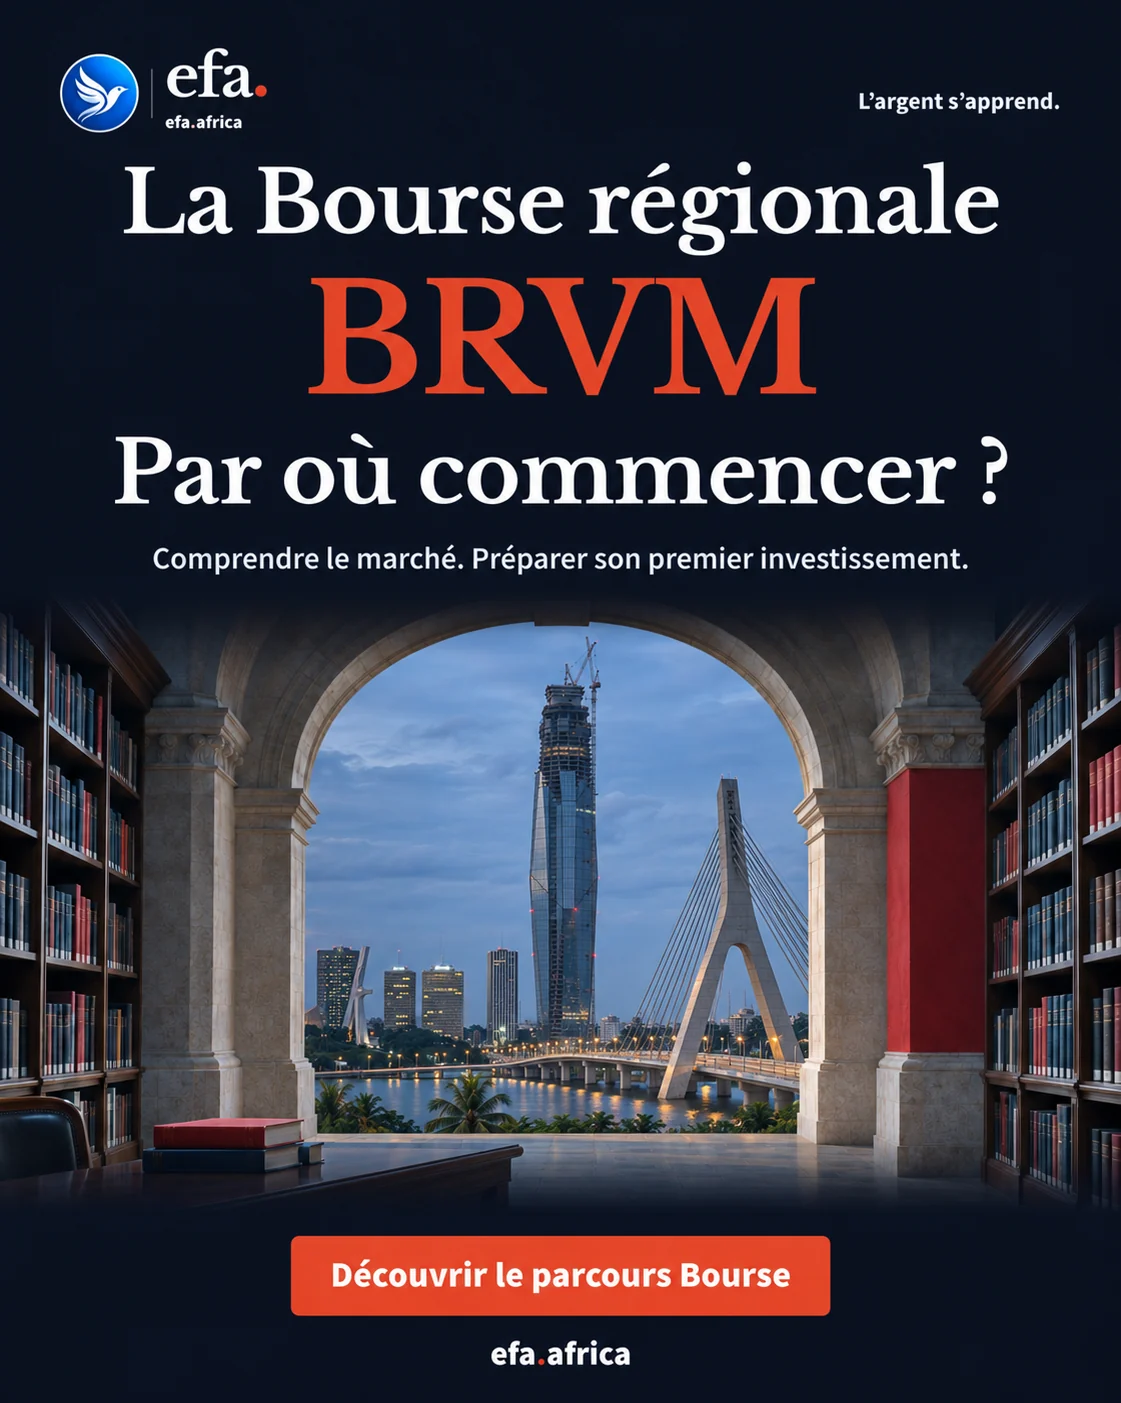 efa.
efa.africa
L'argent s'apprend.
La Bourse régionale
BRVM
Par où commencer ?
Comprendre le marché. Préparer son premier investissement.
Découvrir le parcours Bourse
efa.africa